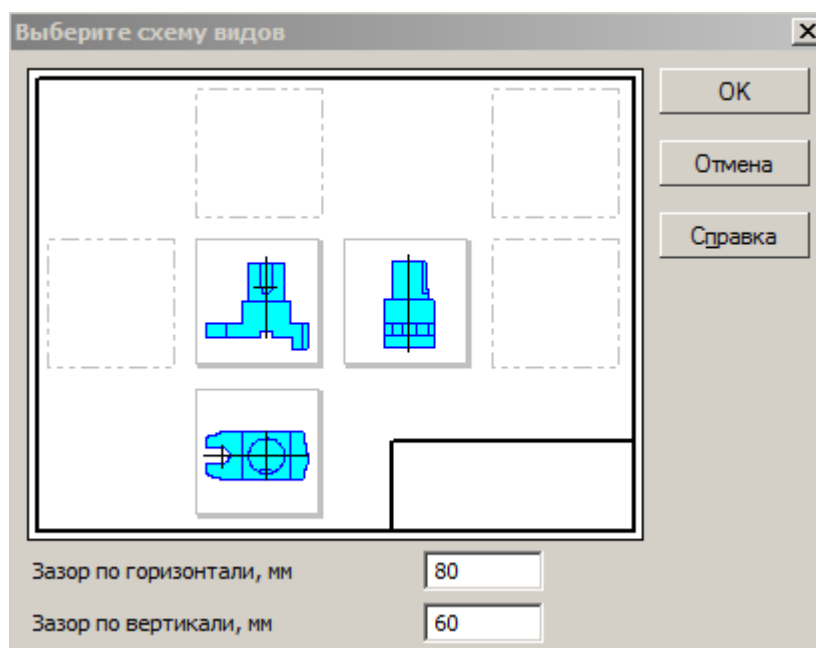 Выберите схему видов
OK
Отмена
Справка
Зазор по горизонтали, мм 80
Зазор по вертикали, мм 60